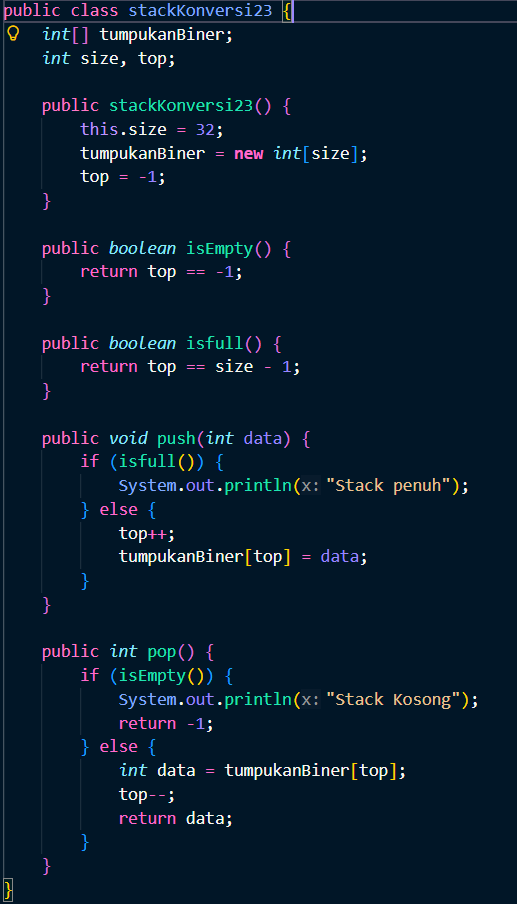 public class stackKonversi23 {
    int[] tumpukanBiner;
    int size, top;

    public stackKonversi23() {
        this.size = 32;
        tumpukanBiner = new int[size];
        top = -1;
    }

    public boolean isEmpty() {
        return top == -1;
    }

    public boolean isfull() {
        return top == size - 1;
    }

    public void push(int data) {
        if (isfull()) {
            System.out.println(x: "Stack penuh");
        } else {
            top++;
            tumpukanBiner[top] = data;
        }
    }

    public int pop() {
        if (isEmpty()) {
            System.out.println(x: "Stack Kosong");
            return -1;
        } else {
            int data = tumpukanBiner[top];
            top--;
            return data;
        }
    }
}